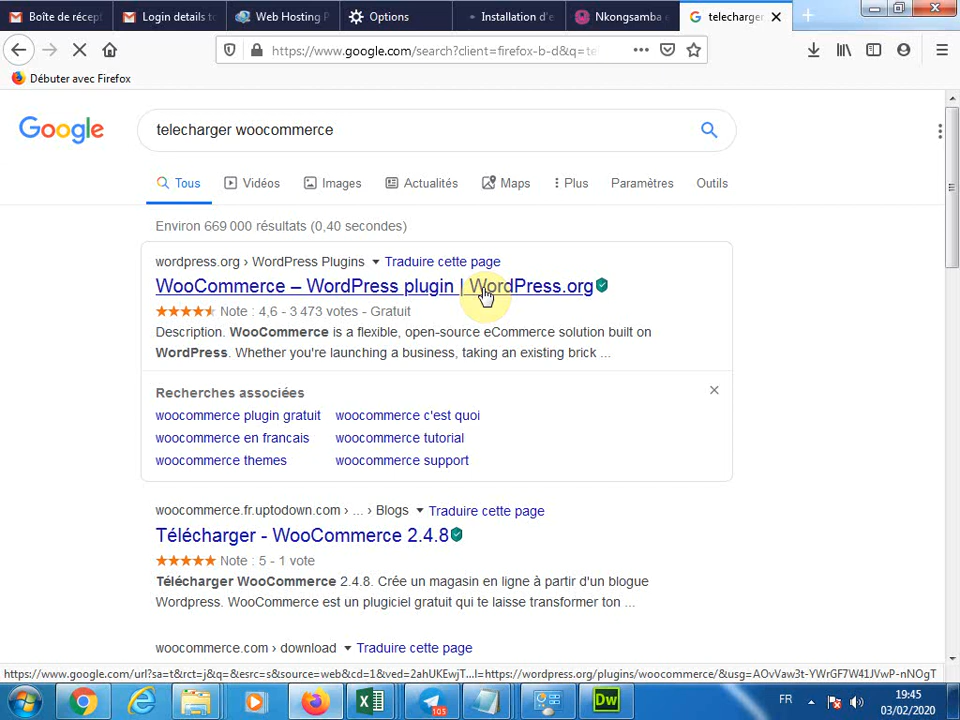 Boîte de récept
Login details to
Web Hosting P
Options
Installation d'e
Nkongsamba
telecharger
https://www.google.com/search?client=firefox-b-d&q=te
Débuter avec Firefox
Google
telecharger woocommerce
Tous
Vidéos
Images
Actualités
Maps
Plus
Paramètres
Outils
Environ 669 000 résultats (0,40 secondes)
wordpress.org › WordPress Plugins
Traduire cette page
WooCommerce – WordPress plugin | WordPress.org
Note : 4,6 - 3 473 votes - Gratuit
Description. WooCommerce is a flexible, open-source eCommerce solution built on
WordPress. Whether you're launching a business, taking an existing brick ...
Recherches associées
woocommerce plugin gratuit
woocommerce c'est quoi
woocommerce en francais
woocommerce tutorial
woocommerce themes
woocommerce support
woocommerce.fr.uptodown.com › ... › Blogs
Traduire cette page
Télécharger - WooCommerce 2.4.8
Note : 5 - 1 vote
Télécharger WooCommerce 2.4.8. Crée un magasin en ligne à partir d'un blogue
Wordpress. WooCommerce est un plugiciel gratuit qui te laisse transformer ton ...
woocommerce.com › download
Traduire cette page
https://www.google.com/url?sa=t&rct=j&q=&esrc=s&source=web&cd=1&ved=2ahUKEwjT...l=https://wordpress.org/plugins/woocommerce/&usg=AOvVaw3t-YWrGF7W41JVwP-nNOgT
105
Dw
FR
19:45
03/02/2020